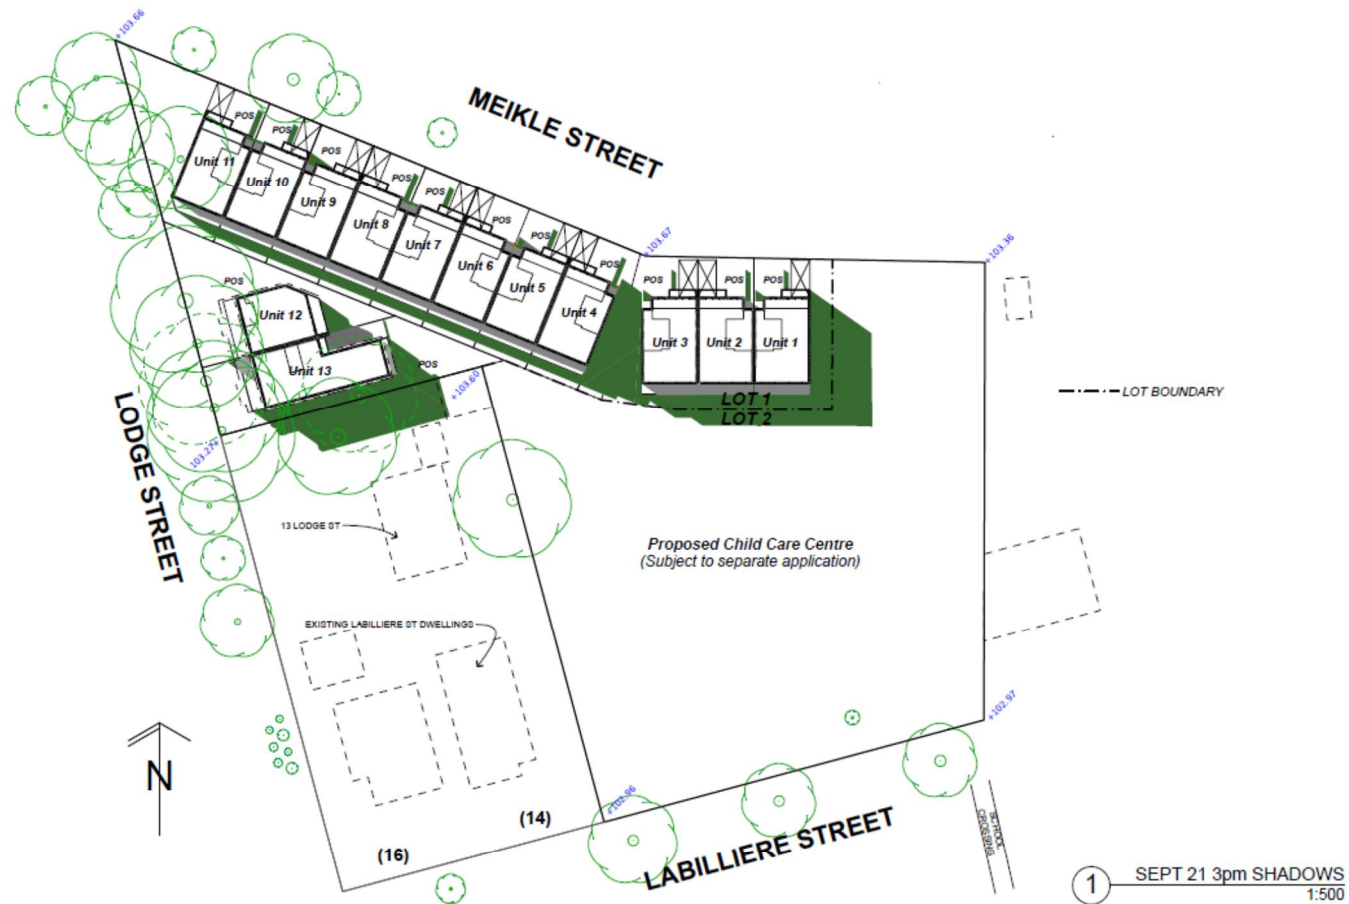 +103.66
MEIKLE STREET
POS
POS
POS
POS
POS
POS
POS
POS
POS
POS
POS
Unit 11
Unit 10
Unit 9
Unit 8
Unit 7
Unit 6
Unit 5
Unit 4
+103.67
+103.36
Unit 3
Unit 2
Unit 1
POS
Unit 12
Unit 13
POS
LOT 1
LOT 2
LOT BOUNDARY
+103.60
103.27+
LODGE STREET
13 LODGE ST
Proposed Child Care Centre
(Subject to separate application)
EXISTING LABILLIERE ST DWELLINGS
+102.97
N
+102.96
(14)
(16)
LABILLIERE STREET
SCHOOL
CROSSING
1
SEPT 21 3pm SHADOWS
1:500